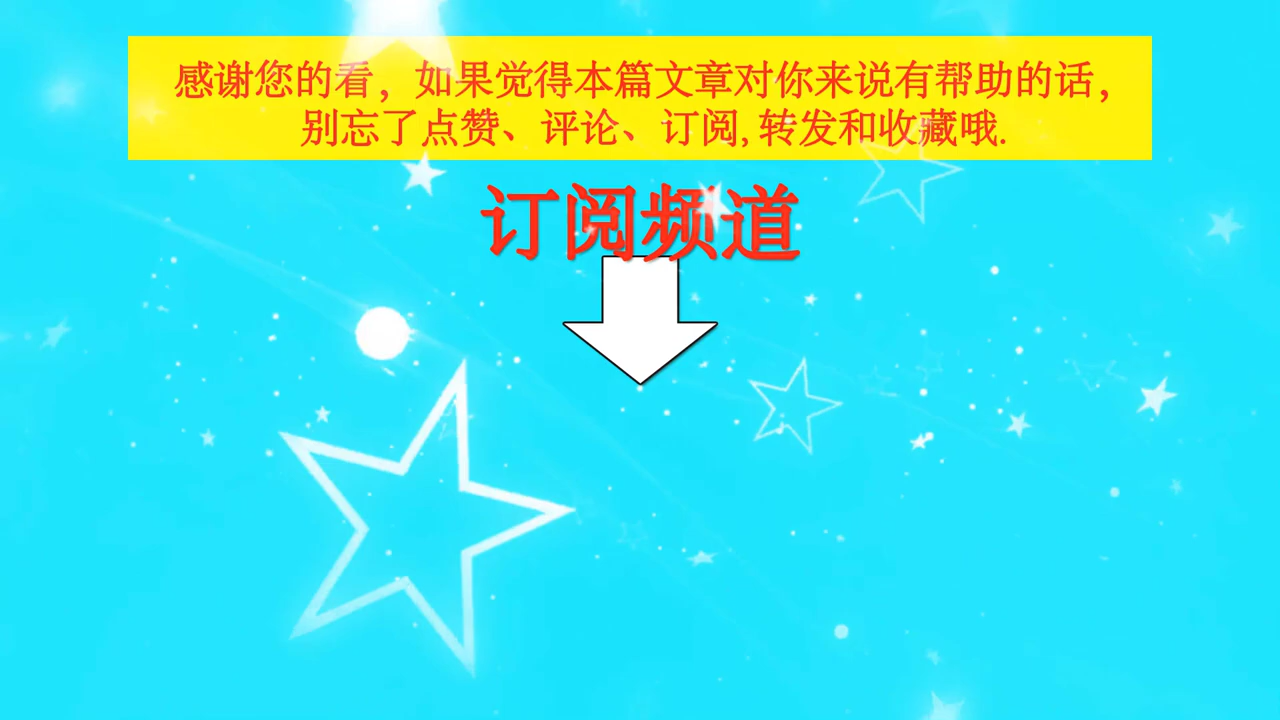 感谢您的看，如果觉得本篇文章对你来说有帮助的话，
别忘了点赞、评论、订阅, 转发和收藏哦.
订阅频道